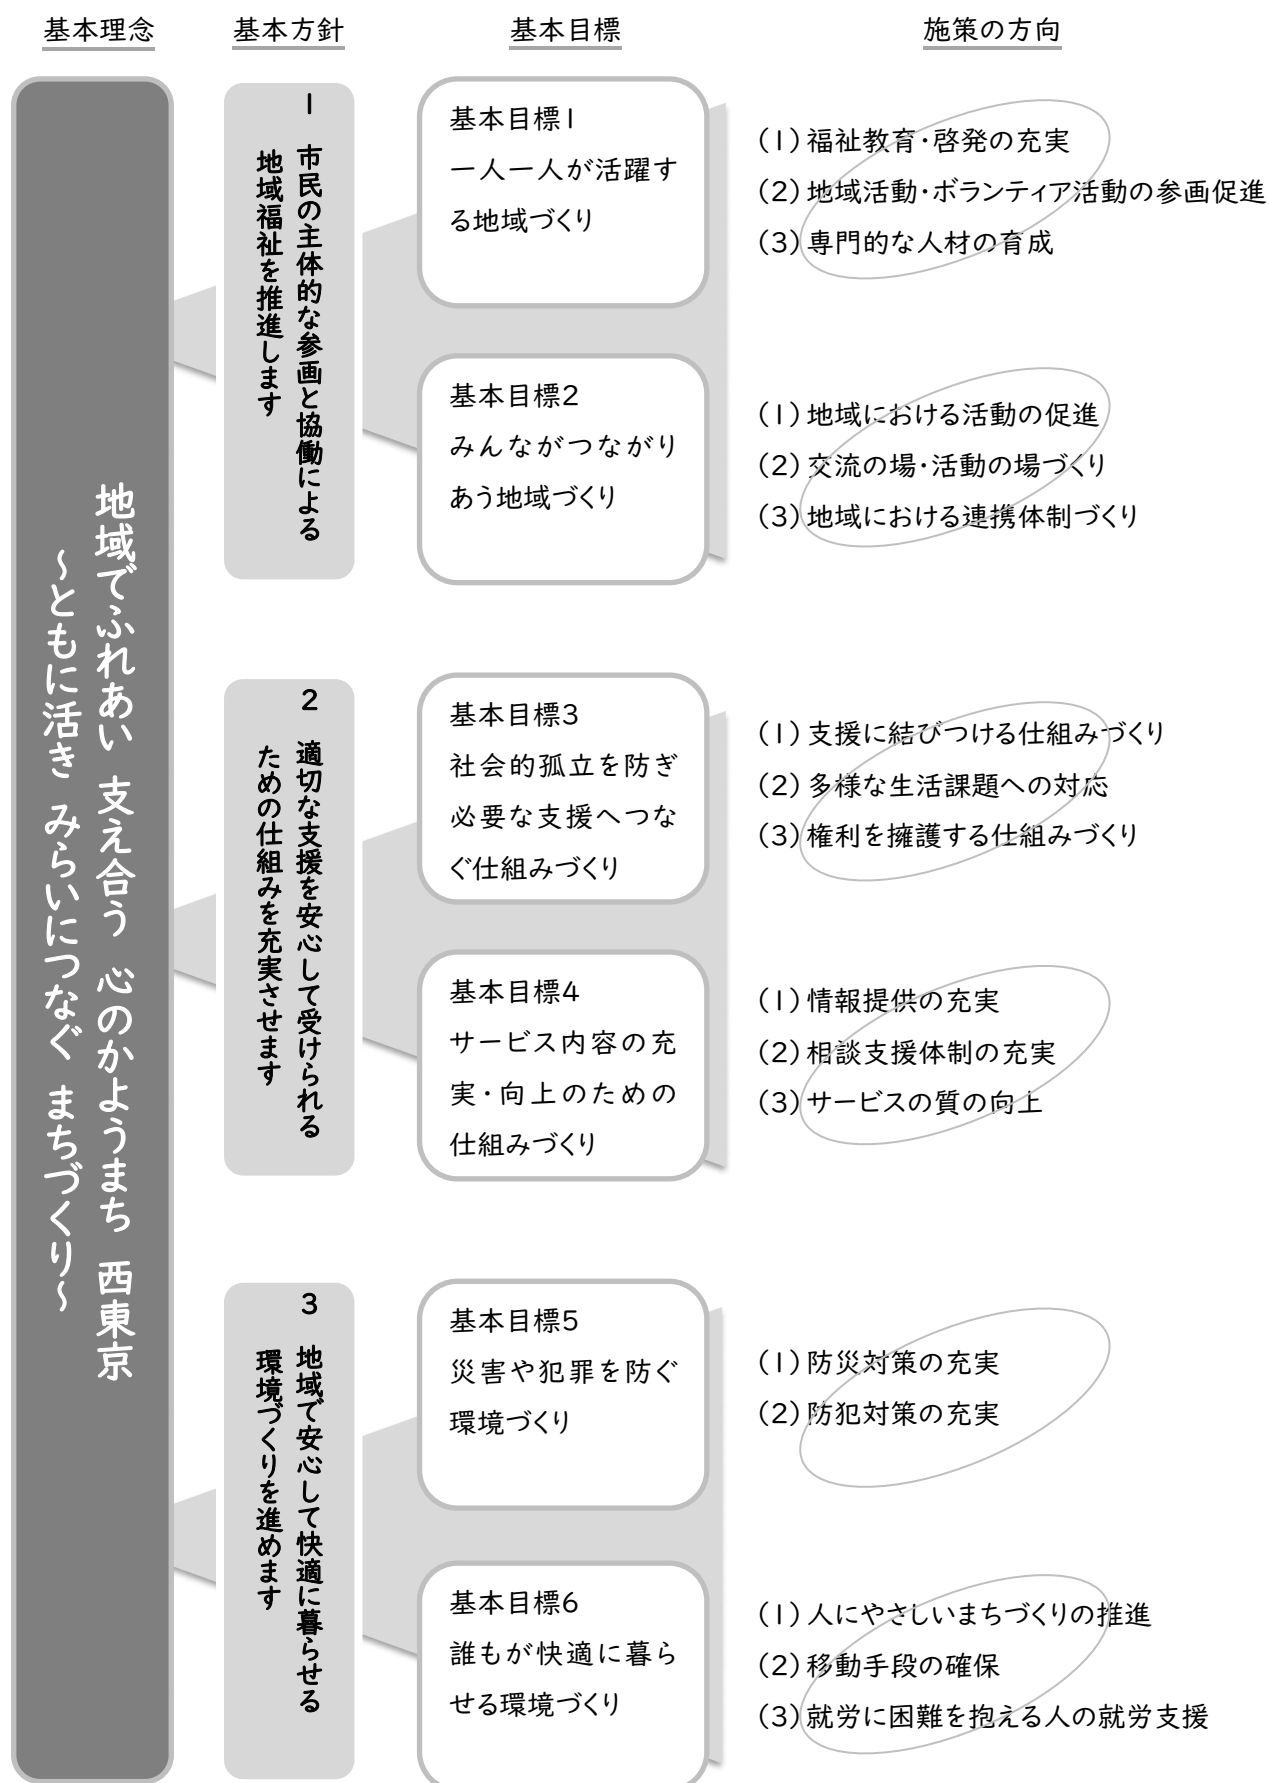 基本理念
基本方針
基本目標
施策の方向
地域でふれあい 支え合う 心のかようまち 西東京
～ともに活き みらいにつなぐ まちづくり～
1 市民の主体的な参画と協働による
地域福祉を推進します
基本目標1
一人一人が活躍す
る地域づくり
(1)福祉教育・啓発の充実
(2)地域活動・ボランティア活動の参画促進
(3)専門的な人材の育成
基本目標2
みんながつながり
あう地域づくり
(1)地域における活動の促進
(2)交流の場・活動の場づくり
(3)地域における連携体制づくり
2 適切な支援を安心して受けられる
ための仕組みを充実させます
基本目標3
社会的孤立を防ぎ
必要な支援へつな
ぐ仕組みづくり
(1)支援に結びつける仕組みづくり
(2)多様な生活課題への対応
(3)権利を擁護する仕組みづくり
基本目標4
サービス内容の充
実・向上のための
仕組みづくり
(1)情報提供の充実
(2)相談支援体制の充実
(3)サービスの質の向上
3 地域で安心して快適に暮らせる
環境づくりを進めます
基本目標5
災害や犯罪を防ぐ
環境づくり
(1)防災対策の充実
(2)防犯対策の充実
基本目標6
誰もが快適に暮ら
せる環境づくり
(1)人にやさしいまちづくりの推進
(2)移動手段の確保
(3)就労に困難を抱える人の就労支援